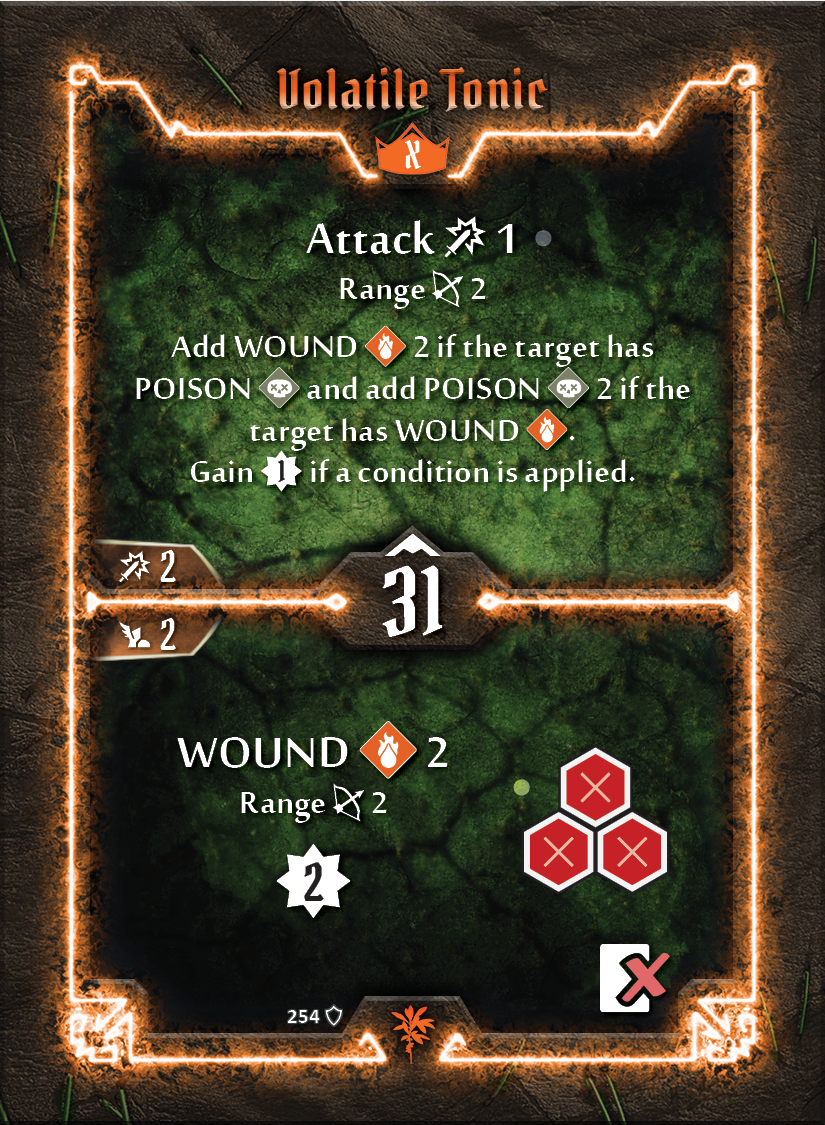 Volatile Tonic
X
Attack 1
Range 2
Add WOUND 2 if the target has
POISON and add POISON 2 if the
target has WOUND .
Gain 1 if a condition is applied.
2
31
2
WOUND 2
Range 2
2
254